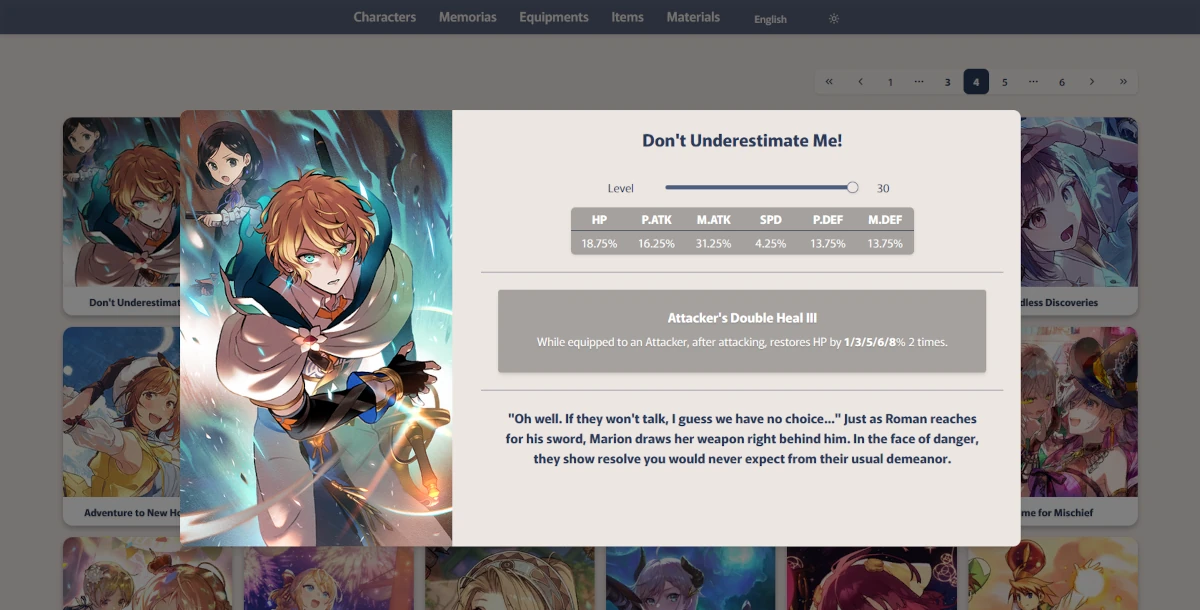 Characters Memorias Equipments Items Materials English
« ‹ 1 ··· 3 4 5 ··· 6 › »
Don't Underestimate Me!
Level 30
HP P.ATK M.ATK SPD P.DEF M.DEF
18.75% 16.25% 31.25% 4.25% 13.75% 13.75%
Attacker's Double Heal III
While equipped to an Attacker, after attacking, restores HP by 1/3/5/6/8% 2 times.
"Oh well. If they won't talk, I guess we have no choice..." Just as Roman reaches
for his sword, Marion draws her weapon right behind him. In the face of danger,
they show resolve you would never expect from their usual demeanor.
Don't Underestimat
dless Discoveries
Adventure to New Ho
me for Mischief